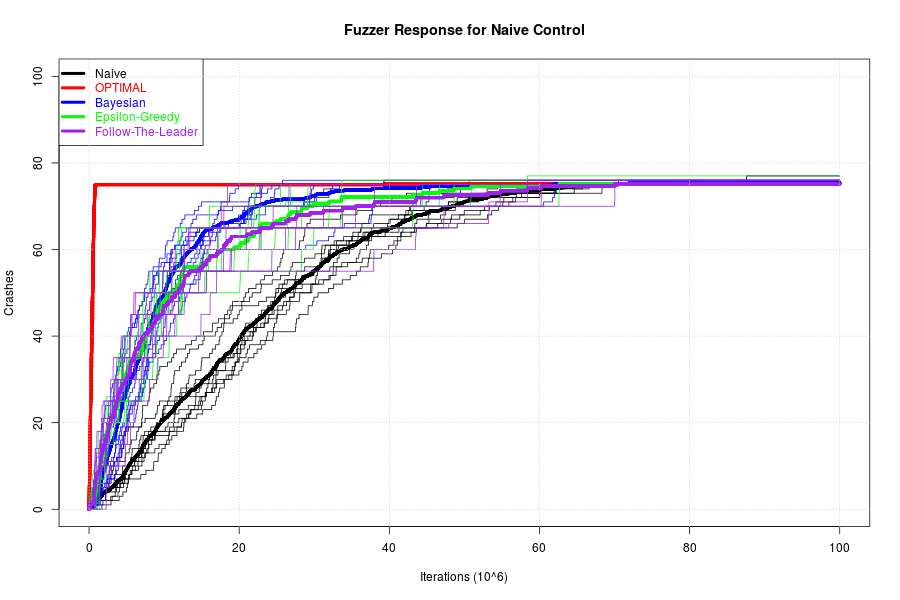 Fuzzer Response for Naive Control
Naive
OPTIMAL
Bayesian
Epsilon-Greedy
Follow-The-Leader
Crashes
100
80
60
40
20
0
0 20 40 60 80 100
Iterations (10^6)